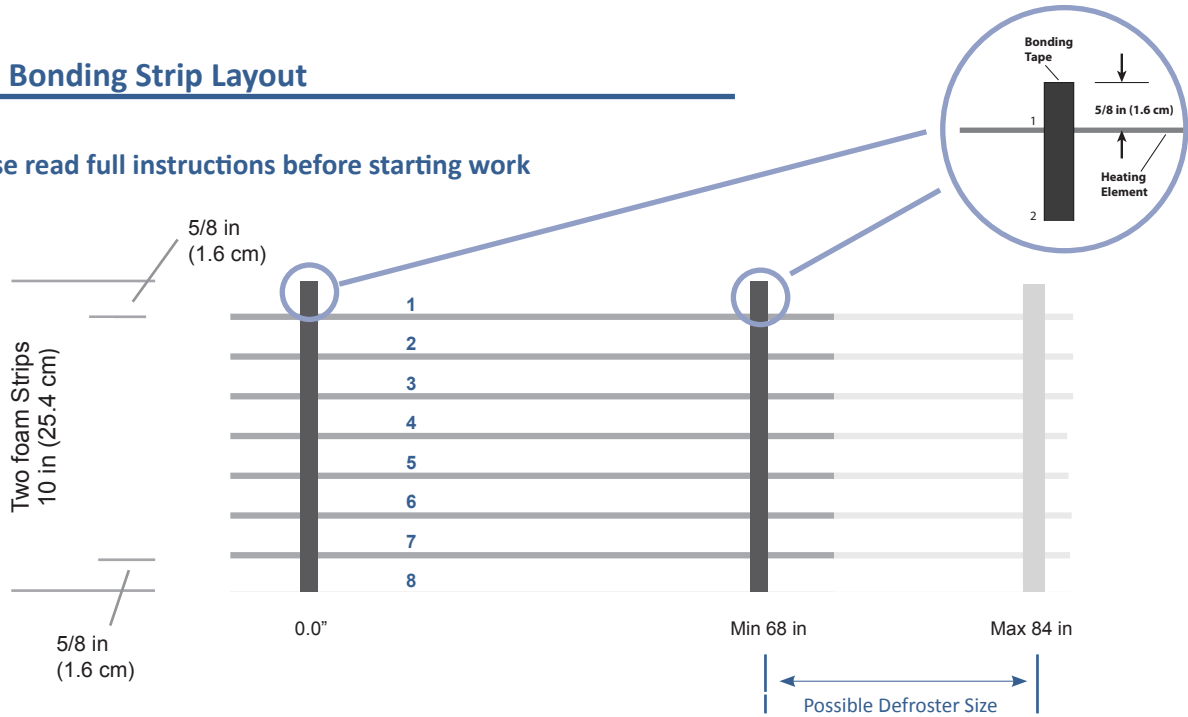 Bonding Strip Layout
se read full instructions before starting work
Bonding
Tape
5/8 in (1.6 cm)
1
Heating
Element
2
5/8 in
(1.6 cm)
Two foam Strips
10 in (25.4 cm)
1
2
3
4
5
6
7
8
5/8 in
(1.6 cm)
0.0”
Min 68 in
Max 84 in
Possible Defroster Size